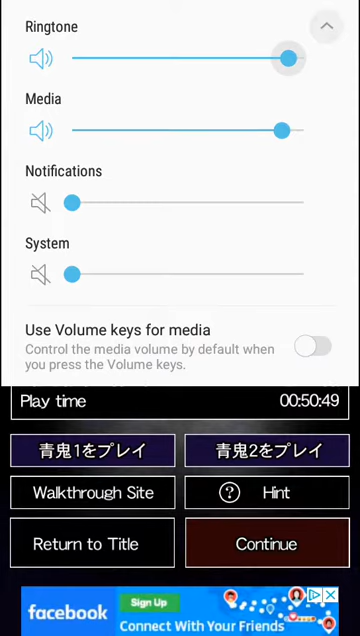 Ringtone
Media
Notifications
System
Use Volume keys for media
Control the media volume by default when
you press the Volume keys.
Play time 00:50:49
青鬼1をプレイ 青鬼2をプレイ
Walkthrough Site ? Hint
Return to Title Continue
facebook Sign Up
Connect With Your Friends